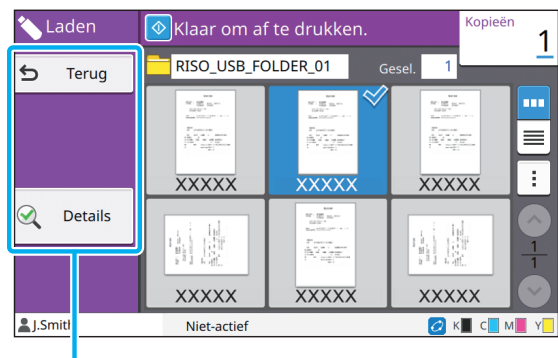 Laden
Klaar om af te drukken.
Kopieën
1
Terug
RISO_USB_FOLDER_01
Gesel. 1
XXXXX XXXXX XXXXX
Details
1
1
XXXXX XXXXX XXXXX
J.Smith
Niet-actief
K C M Y